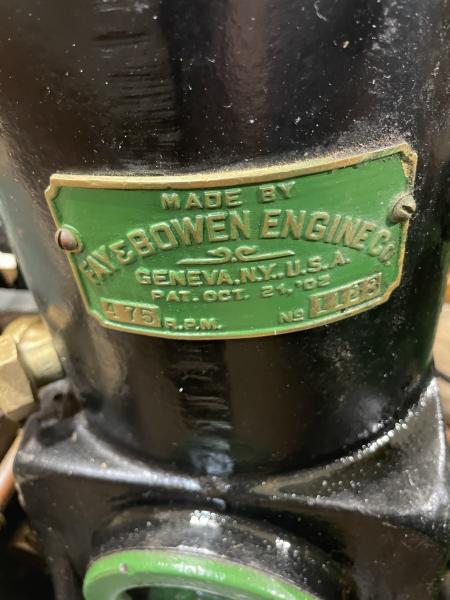 MADE BY
FAY & BOWEN ENGINE Co.
GENEVA, N.Y. U.S.A.
PAT. OCT. 21, '02
475 R.P.M. No